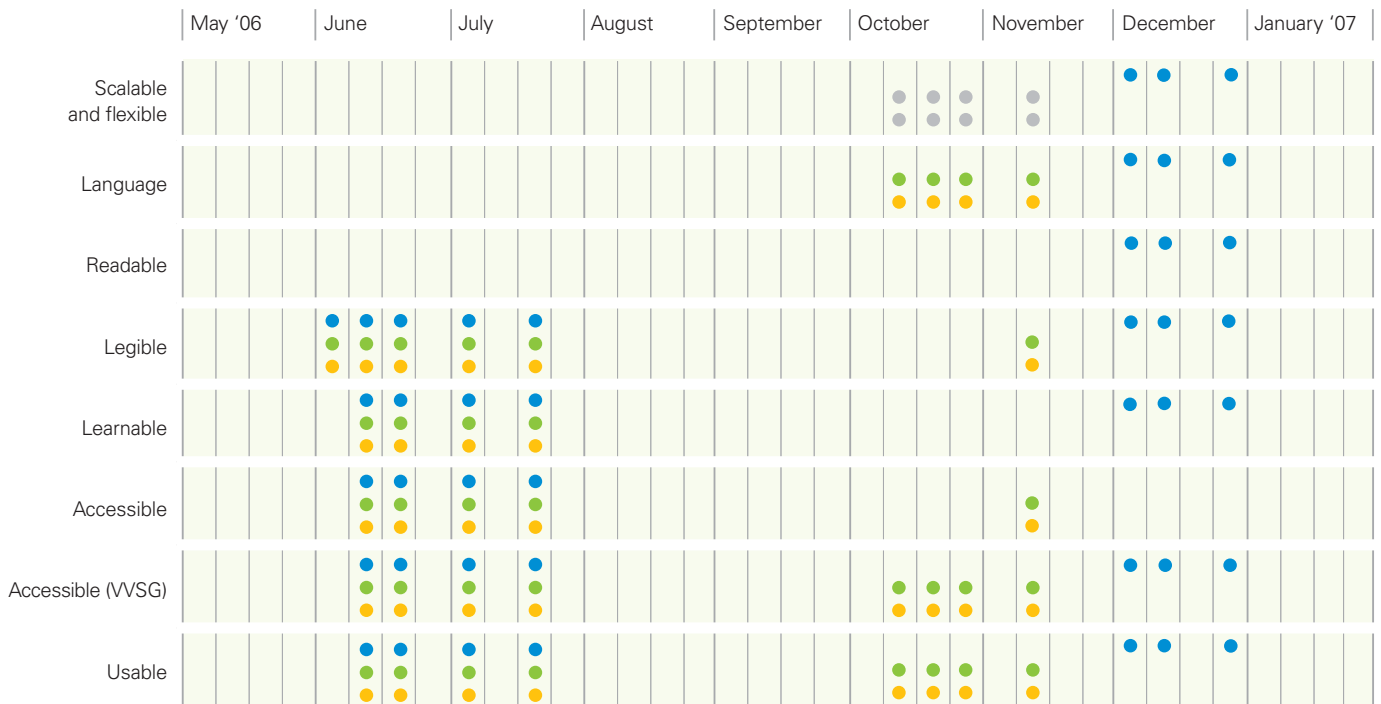 May ‘06 June July August September October November December January ‘07
Scalable
and flexible
Language
Readable
Legible
Learnable
Accessible
Accessible (VVSG)
Usable